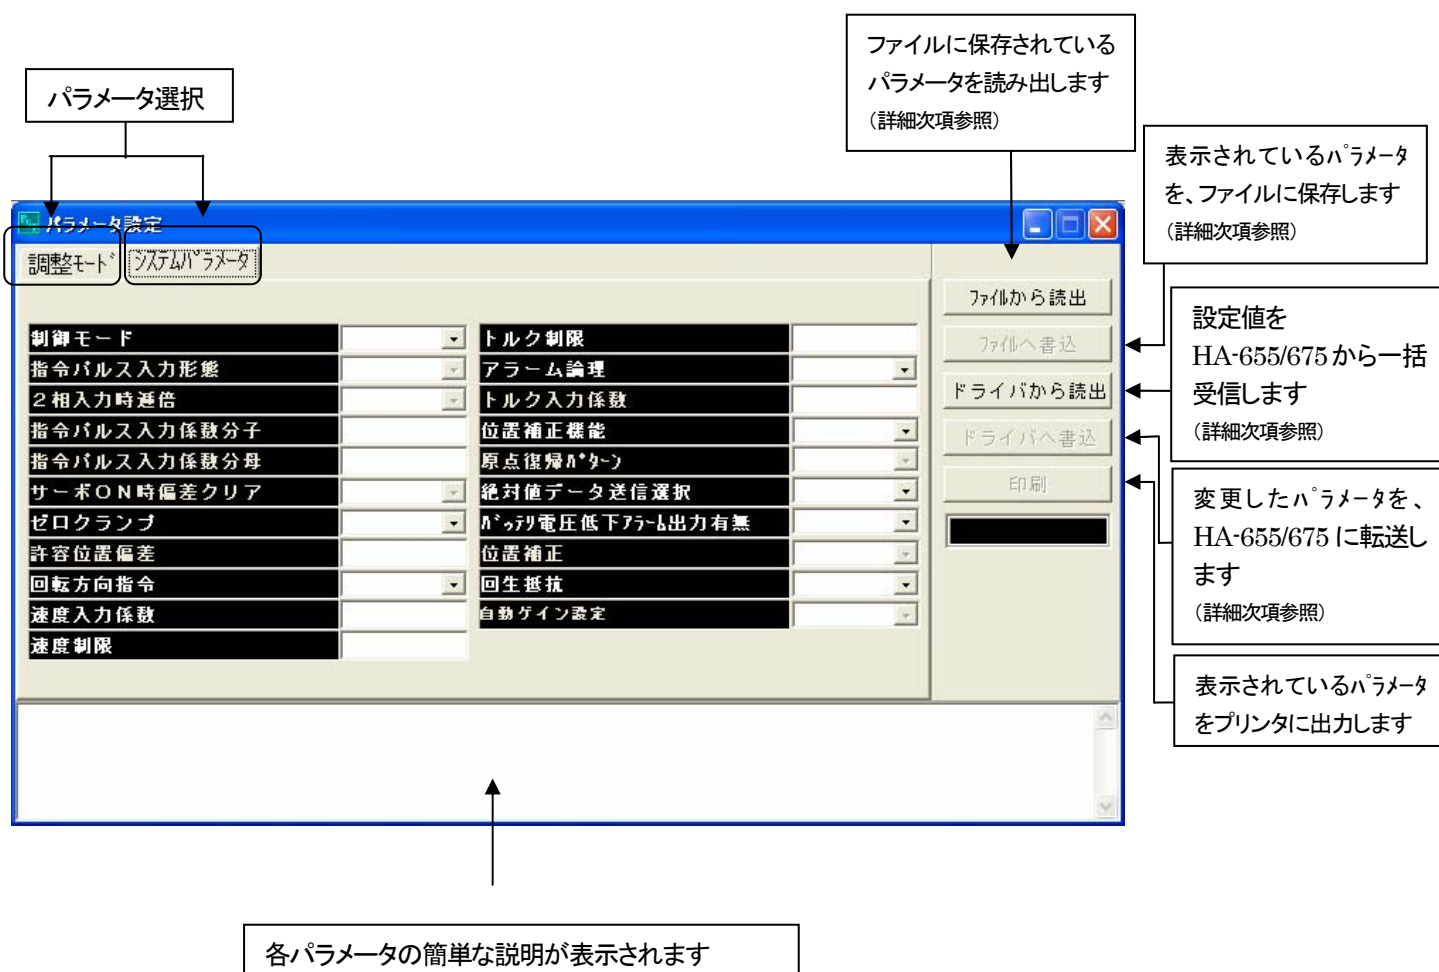 ファイルに保存されている
パラメータを読み出します
（詳細次項参照）
パラメータ選択
表示されているﾊﾟﾗﾒｰﾀ
を、ファイルに保存します
（詳細次項参照）
パラメータ設定
調整ﾓｰﾄﾞ
ｼｽﾃﾑﾊﾟﾗﾒｰﾀ
制御モード
指令パルス入力形態
２相入力時逓倍
指令パルス入力係数分子
指令パルス入力係数分母
サーボＯＮ時偏差クリア
ゼロクランプ
許容位置偏差
回転方向指令
速度入力係数
速度制限
トルク制限
アラーム論理
トルク入力係数
位置補正機能
原点復帰ﾊﾟﾀｰﾝ
絶対値データ送信選択
ﾊﾞｯﾃﾘ電圧低下ｱﾗｰﾑ出力有無
位置補正
回生抵抗
自動ゲイン設定
ﾌｧｲﾙから読出
ﾌｧｲﾙへ書込
ドライバから読出
ドライバへ書込
印刷
設定値を
HA-655/675から一括
受信します
（詳細次項参照）
変更したﾊﾟﾗﾒｰﾀを、
HA-655/675 に転送し
ます
（詳細次項参照）
表示されているﾊﾟﾗﾒｰﾀ
をプリンタに出力します
各パラメータの簡単な説明が表示されます